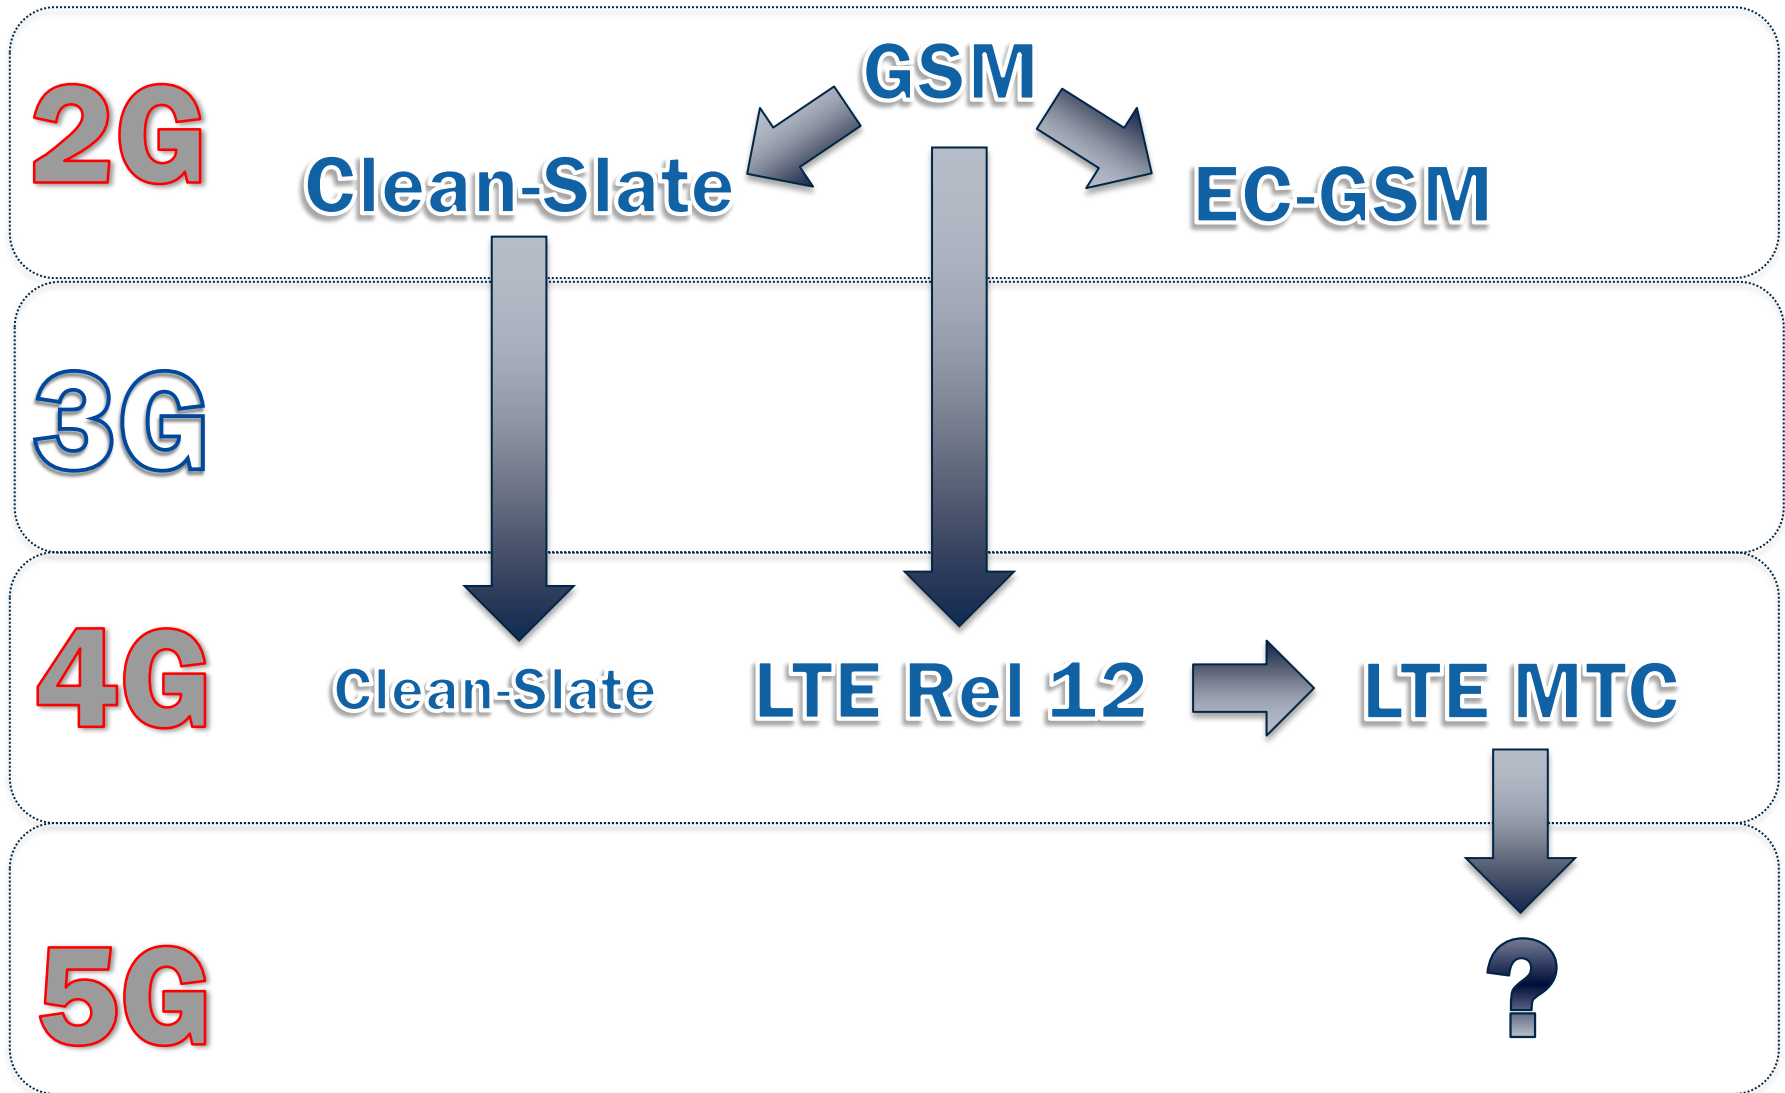 2G
GSM
Clean-Slate
EC-GSM
3G
4G
Clean-Slate
LTE Rel 12
LTE MTC
5G
?